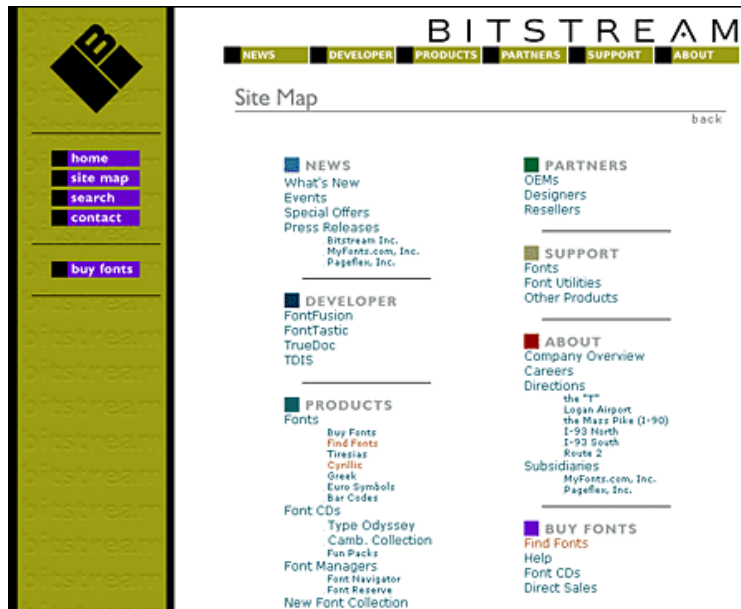 BITSTREAM
NEWS DEVELOPER PRODUCTS PARTNERS SUPPORT ABOUT
Site Map
back
home
site map
search
contact
buy fonts
NEWS
What's New
Events
Special Offers
Press Releases
Bitstream Inc.
MyFonts.com, Inc.
Pageflex, Inc.
DEVELOPER
FontFusion
FontTastic
TrueDoc
TDIS
PRODUCTS
Fonts
Buy Fonts
Find Fonts
Tiresias
Cyrillic
Greek
Euro Symbols
Bar Codes
Font CDs
Type Odyssey
Camb. Collection
Fun Packs
Font Managers
Font Navigator
Font Reserve
New Font Collection
PARTNERS
OEMs
Designers
Resellers
SUPPORT
Fonts
Font Utilities
Other Products
ABOUT
Company Overview
Careers
Directions
the "T"
Logan Airport
the Mass Pike (I-90)
I-93 North
I-93 South
Route 2
Subsidiaries
MyFonts.com, Inc.
Pageflex, Inc.
BUY FONTS
Find Fonts
Help
Font CDs
Direct Sales